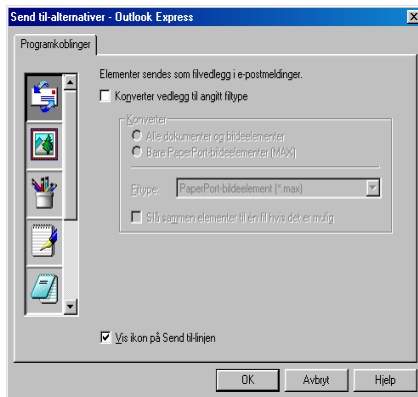 Send til-alternativer - Outlook Express
Programkoblinger
Elementer sendes som filvedlegg i e-postmeldinger.
Konverter vedlegg til angitt filtype
Konverter
Alle dokumenter og bildeelementer
Bare PaperPort-bildeelementer (MAX)
Filtype: PaperPort-bildeelement (*.max)
Slå sammen elementer til én fil hvis det er mulig
Vis ikon på Send til-linjen
OK Avbryt Hjelp